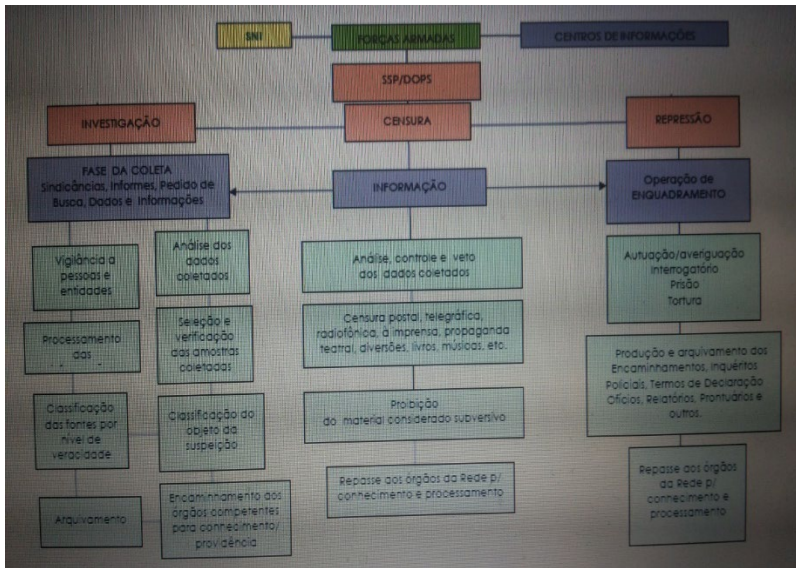 SNI
FORÇAS ARMADAS
CENTROS DE INFORMAÇÕES
SSP/DOPS
INVESTIGAÇÃO
CENSURA
REPRESSÃO
FASE DA COLETA
Sindicâncias, Informes, Pedido de
Busca, Dados e Informações
INFORMAÇÃO
Operação de
ENQUADRAMENTO
Vigilância a
pessoas e
entidades
Análise dos
dados
coletados
Análise, controle e veto
dos dados coletados
Autuação/averiguação
Interrogatório
Prisão
Tortura
Processamento
das
Seleção e
verificação
das amostras
coletadas
Censura postal, telegráfica,
radiofônica, à imprensa, propaganda
teatral, diversões, livros, músicas, etc.
Produção e arquivamento dos
Encaminhamentos, Inquéritos
Policiais, Termos de Declaração
Ofícios, Relatórios, Prontuários e
outros.
Classificação
das fontes por
nível de
veracidade
Classificação do
objeto da
suspeição
Proibição
do material considerado subversivo
Arquivamento
Encaminhamento aos
órgãos competentes
para conhecimento/
providência
Repasse aos órgãos da Rede p/
conhecimento e processamento
Repasse aos órgãos
da Rede p/
conhecimento e
processamento